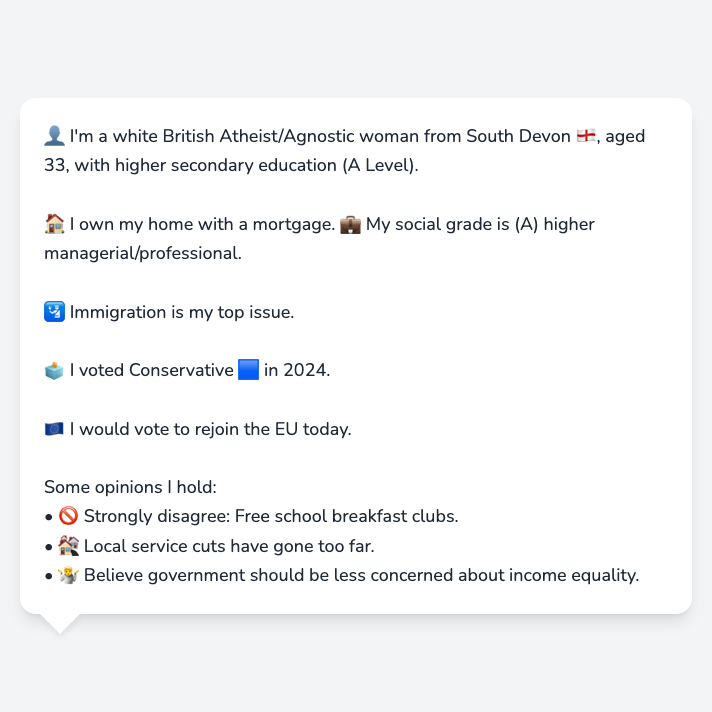 👤 I'm a white British Atheist/Agnostic woman from South Devon 🏴󠁧󠁢󠁥󠁮󠁧󠁿, aged
33, with higher secondary education (A Level).
🏠 I own my home with a mortgage. 💼 My social grade is (A) higher
managerial/professional.
🛂 Immigration is my top issue.
🗳️ I voted Conservative 🟦 in 2024.
🇪🇺 I would vote to rejoin the EU today.
Some opinions I hold:
• 🚫 Strongly disagree: Free school breakfast clubs.
• 🏚️ Local service cuts have gone too far.
• 🤷 Believe government should be less concerned about income equality.